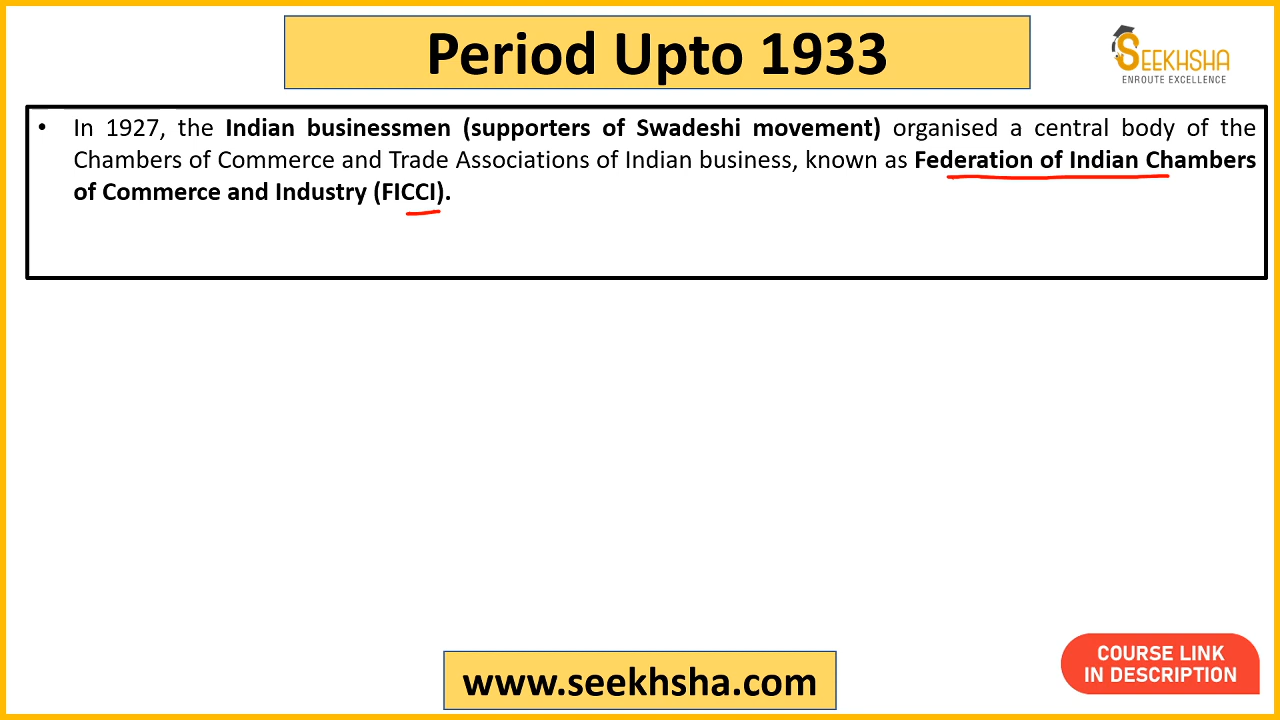 Period Upto 1933
SEEKHSHA
ENROUTE EXCELLENCE
• In 1927, the Indian businessmen (supporters of Swadeshi movement) organised a central body of the
Chambers of Commerce and Trade Associations of Indian business, known as Federation of Indian Chambers
of Commerce and Industry (FICCI).
www.seekhsha.com
COURSE LINK
IN DESCRIPTION